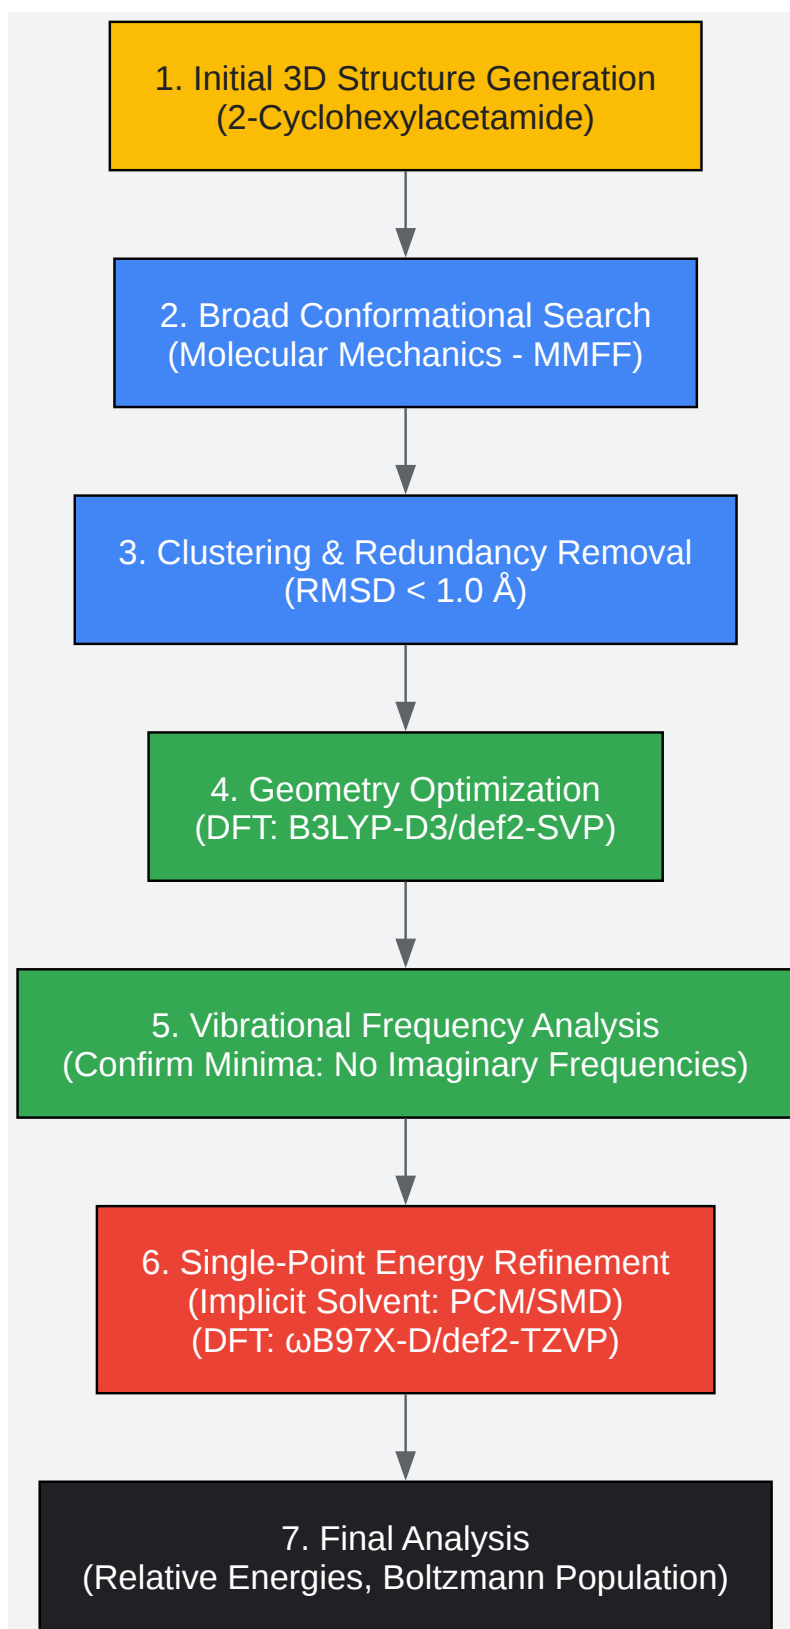 1. Initial 3D Structure Generation
(2-Cyclohexylacetamide)
2. Broad Conformational Search
(Molecular Mechanics - MMFF)
3. Clustering & Redundancy Removal
(RMSD < 1.0 Å)
4. Geometry Optimization
(DFT: B3LYP-D3/def2-SVP)
5. Vibrational Frequency Analysis
(Confirm Minima: No Imaginary Frequencies)
6. Single-Point Energy Refinement
(Implicit Solvent: PCM/SMD)
(DFT: ωB97X-D/def2-TZVP)
7. Final Analysis
(Relative Energies, Boltzmann Population)